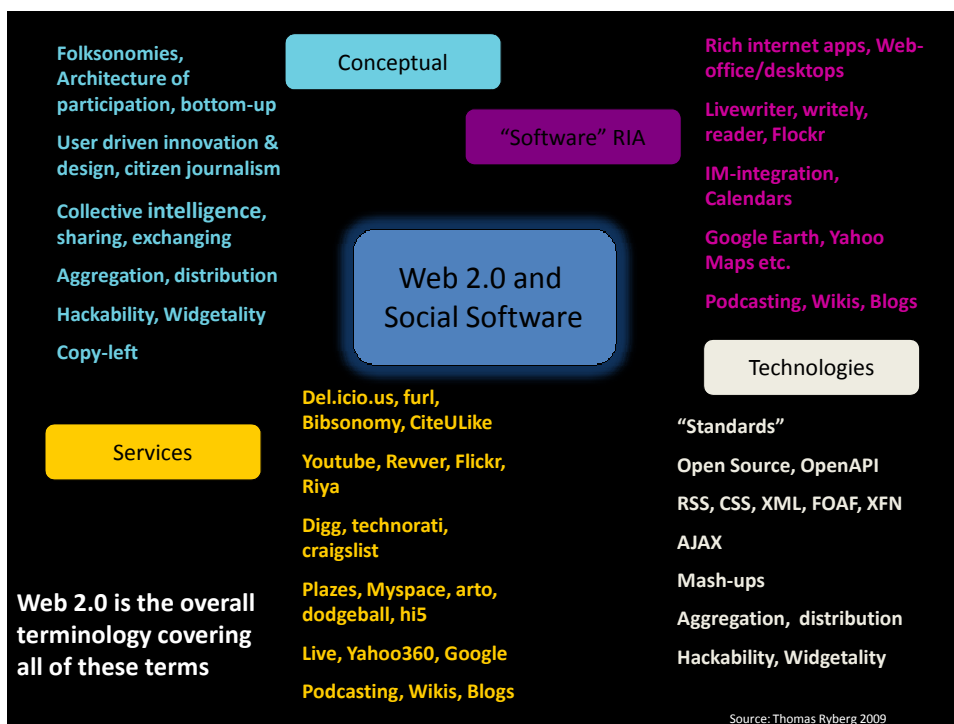 Folksonomies,
Architecture of
participation, bottom-up
User driven innovation &
design, citizen journalism
Collective intelligence,
sharing, exchanging
Aggregation, distribution
Hackability, Widgetality
Copy-left
Conceptual
“Software” RIA
Rich internet apps, Web-
office/desktops
Livewriter, writely,
reader, Flockr
IM-integration,
Calendars
Google Earth, Yahoo
Maps etc.
Podcasting, Wikis, Blogs
Web 2.0 and
Social Software
Services
Del.icio.us, furl,
Bibsonomy, CiteULike
Youtube, Revver, Flickr,
Riya
Digg, technorati,
craigslist
Plazes, Myspace, arto,
dodgeball, hi5
Live, Yahoo360, Google
Podcasting, Wikis, Blogs
Technologies
“Standards”
Open Source, OpenAPI
RSS, CSS, XML, FOAF, XFN
AJAX
Mash-ups
Aggregation, distribution
Hackability, Widgetality
Web 2.0 is the overall
terminology covering
all of these terms
Source: Thomas Ryberg 2009